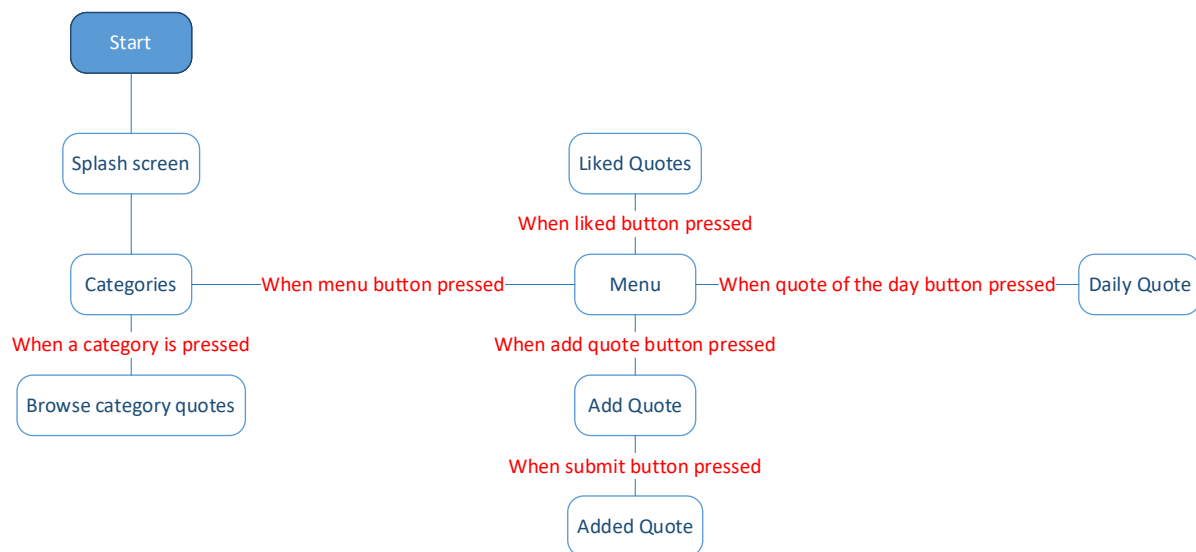 Start
Splash screen
Liked Quotes
When liked button pressed
Categories
When menu button pressed
Menu
When quote of the day button pressed
Daily Quote
When a category is pressed
When add quote button pressed
Browse category quotes
Add Quote
When submit button pressed
Added Quote